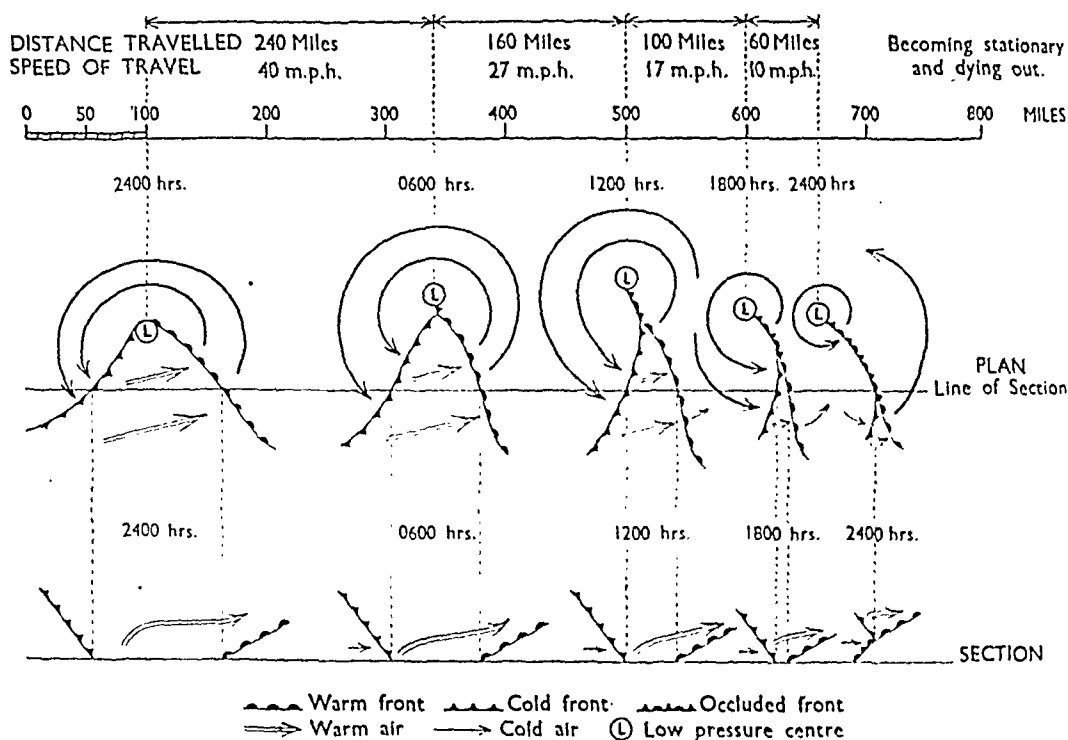 DISTANCE TRAVELLED 240 Miles 160 Miles 100 Miles 60 Miles Becoming stationary
SPEED OF TRAVEL 40 m.p.h. 27 m.p.h. 17 m.p.h. 10 m.p.h. and dying out.
0 50 100 200 300 400 500 600 700 800 MILES
2400 hrs. 0600 hrs. 1200 hrs. 1800 hrs. 2400 hrs
L L L L L
PLAN
Line of Section
2400 hrs. 0600 hrs. 1200 hrs. 1800 hrs. 2400 hrs.
SECTION
Warm front Cold front Occluded front
Warm air Cold air L Low pressure centre